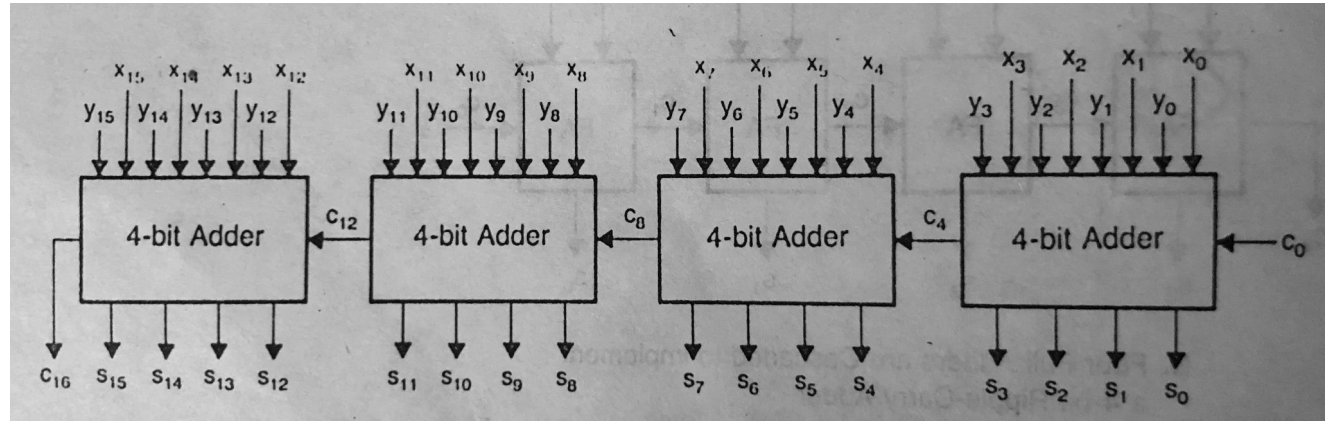 x₁₅ x₁₄ x₁₃ x₁₂ x₁₁ x₁₀ x₉ x₈ x₇ x₆ x₅ x₄ x₃ x₂ x₁ x₀
y₁₅ y₁₄ y₁₃ y₁₂ y₁₁ y₁₀ y₉ y₈ y₇ y₆ y₅ y₄ y₃ y₂ y₁ y₀
4-bit Adder C₁₂ 4-bit Adder C₈ 4-bit Adder C₄ 4-bit Adder C₀
C₁₆ S₁₅ S₁₄ S₁₃ S₁₂ S₁₁ S₁₀ S₉ S₈ S₇ S₆ S₅ S₄ S₃ S₂ S₁ S₀